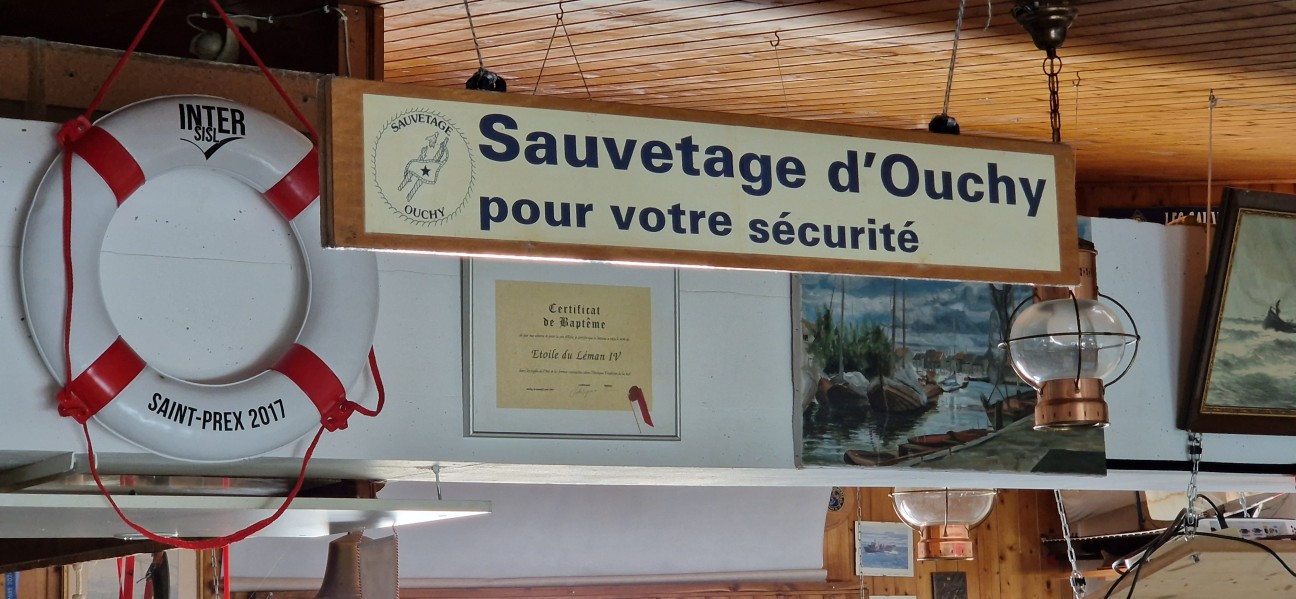 INTER
SISL
SAINT-PREX 2017
SAUVETAGE
OUCHY
Sauvetage d'Ouchy
pour votre sécurité
Certificat
de Baptême
Etoile du Léman IV